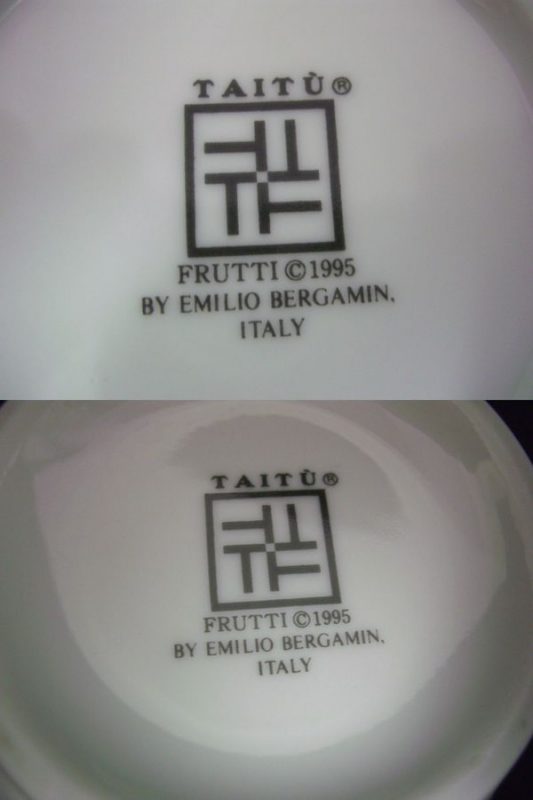 TAITÙ®
FRUTTI ©1995
BY EMILIO BERGAMIN,
ITALY
TAITÙ®
FRUTTI ©1995
BY EMILIO BERGAMIN,
ITALY